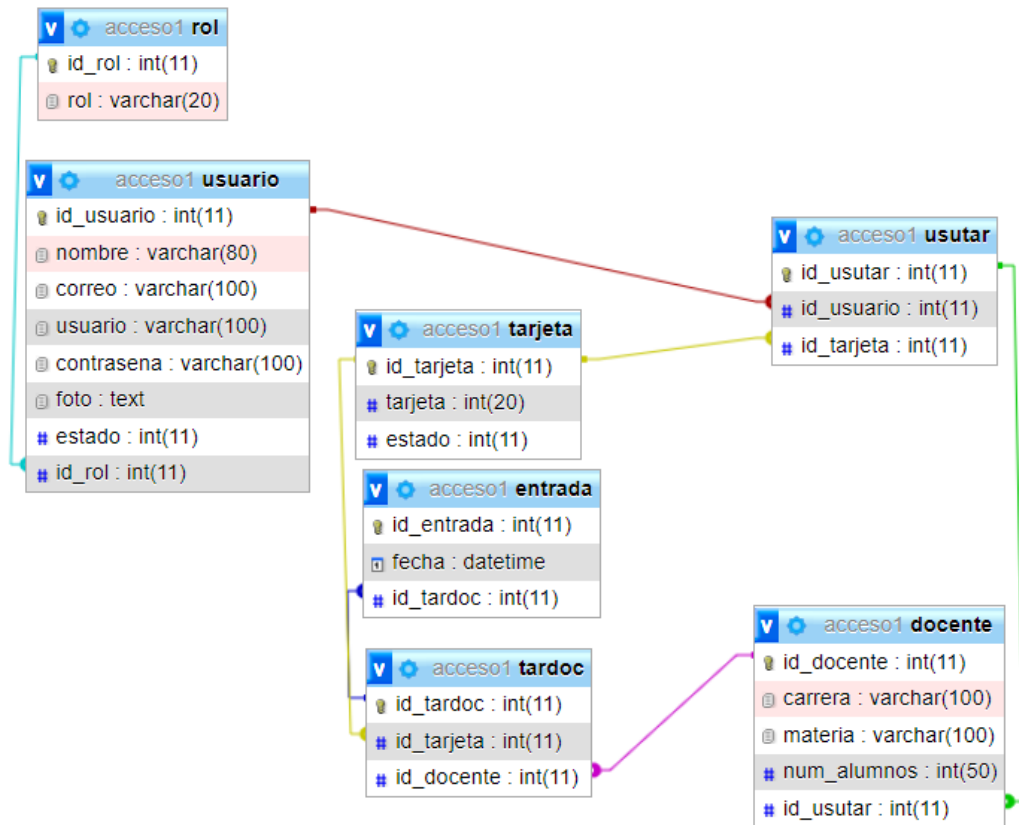 acceso1 rol
id_rol : int(11)
rol : varchar(20)
acceso1 usuario
id_usuario : int(11)
nombre : varchar(80)
correo : varchar(100)
usuario : varchar(100)
contrasena : varchar(100)
foto : text
estado : int(11)
id_rol : int(11)
acceso1 usutar
id_usutar : int(11)
id_usuario : int(11)
id_tarjeta : int(11)
acceso1 tarjeta
id_tarjeta : int(11)
tarjeta : int(20)
estado : int(11)
acceso1 entrada
id_entrada : int(11)
fecha : datetime
id_tardoc : int(11)
acceso1 tardoc
id_tardoc : int(11)
id_tarjeta : int(11)
id_docente : int(11)
acceso1 docente
id_docente : int(11)
carrera : varchar(100)
materia : varchar(100)
num_alumnos : int(50)
id_usutar : int(11)